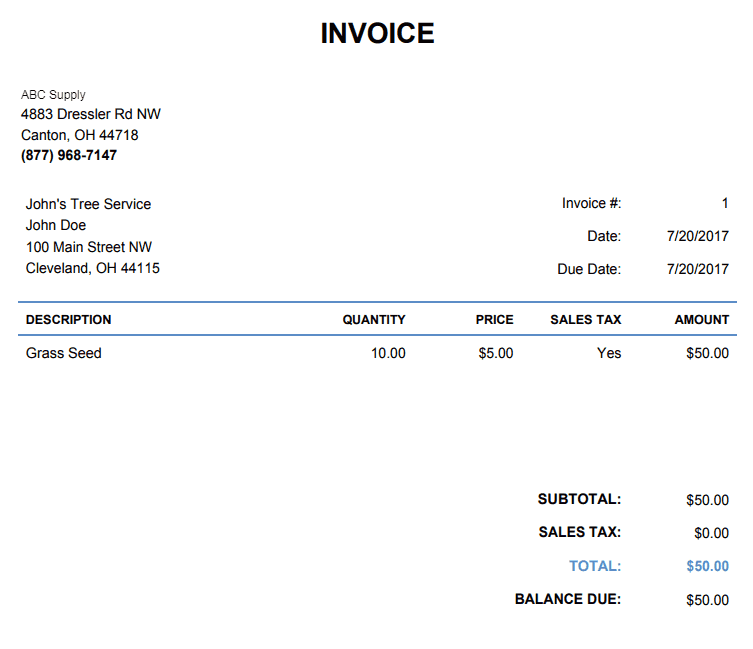 INVOICE
ABC Supply
4883 Dressler Rd NW
Canton, OH 44718
(877) 968-7147
John's Tree Service
John Doe
100 Main Street NW
Cleveland, OH 44115
Invoice #: 1
Date: 7/20/2017
Due Date: 7/20/2017
DESCRIPTION QUANTITY PRICE SALES TAX AMOUNT
Grass Seed 10.00 $5.00 Yes $50.00
SUBTOTAL: $50.00
SALES TAX: $0.00
TOTAL: $50.00
BALANCE DUE: $50.00